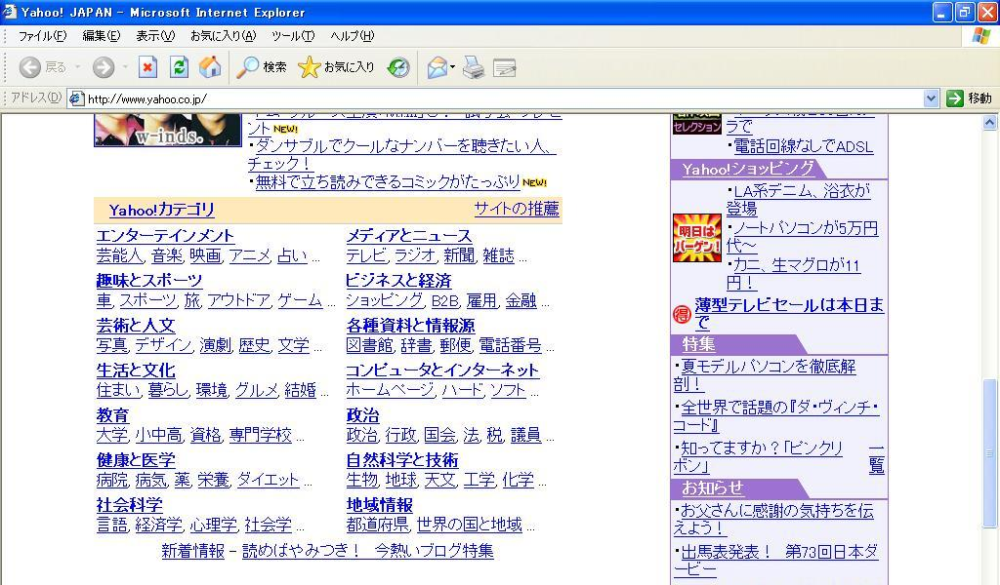 Yahoo! JAPAN - Microsoft Internet Explorer
ファイル(F) 編集(E) 表示(V) お気に入り(A) ツール(T) ヘルプ(H)
戻る 検索 お気に入り
アドレス(D) http://www.yahoo.co.jp/ 移動
w-inds.
ント NEW!
・ダンサブルでクールなナンバーを聴きたい人、
チェック!
・無料で立ち読みできるコミックがたっぷり NEW!
Yahoo!カテゴリ サイトの推薦
エンターテインメント
芸能人, 音楽, 映画, アニメ, 占い ...
メディアとニュース
テレビ, ラジオ, 新聞, 雑誌 ...
趣味とスポーツ
車, スポーツ, 旅, アウトドア, ゲーム ...
ビジネスと経済
ショッピング, B2B, 雇用, 金融 ...
芸術と人文
写真, デザイン, 演劇, 歴史, 文学 ...
各種資料と情報源
図書館, 辞書, 郵便, 電話番号 ...
生活と文化
住まい, 暮らし, 環境, グルメ, 結婚 ...
コンピュータとインターネット
ホームページ, ハード, ソフト ...
教育
大学, 小中高, 資格, 専門学校 ...
政治
政治, 行政, 国会, 法, 税, 議員 ...
健康と医学
病院, 病気, 薬, 栄養, ダイエット ...
自然科学と技術
生物, 地球, 天文, 工学, 化学 ...
社会科学
言語, 経済学, 心理学, 社会学 ...
地域情報
都道府県, 世界の国と地域 ...
新着情報 - 読めばやみつき! 今熱いブログ特集
セレクション
ラで
・電話回線なしでADSL
Yahoo!ショッピング
明日は
バーゲン!
・LA系デニム、浴衣が
登場
・ノートパソコンが5万円
代〜
・カニ、生マグロが11
円!
得 薄型テレビセールは本日ま
で
特集
・夏モデルパソコンを徹底解
剖!
・全世界で話題の『ダ・ヴィンチ・
コード』
・知ってますか?「ピンクリ
ボン」
一
覧
お知らせ
・お父さんに感謝の気持ちを伝
えよう!
・出馬表発表! 第73回日本ダ
ービー